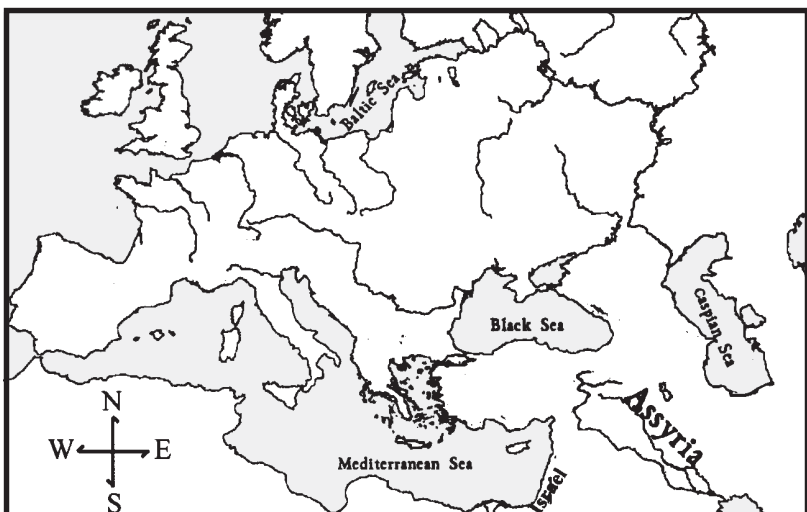 Baltic Sea
Caspian Sea
Black Sea
N
W E
S
Assyria
Mediterranean Sea
Israel